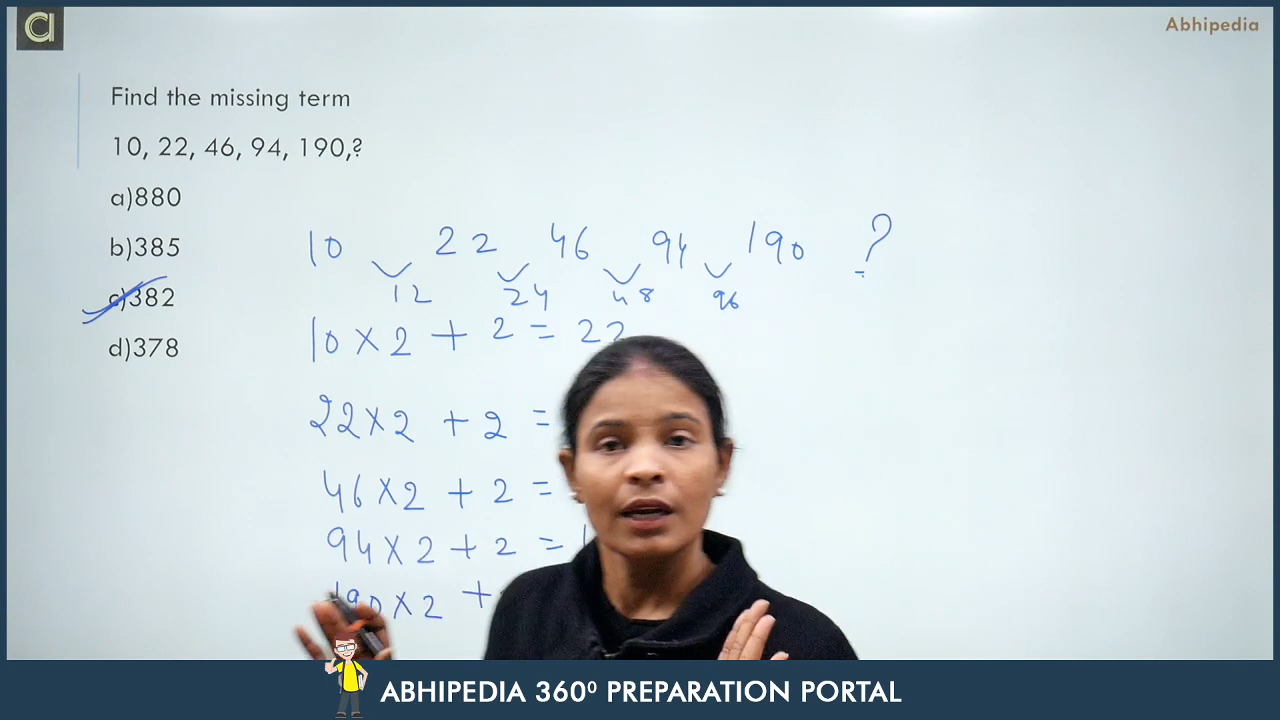 a
Abhipedia
Find the missing term
10, 22, 46, 94, 190,?
a)880
b)385
c)382
d)378
10 22 46 94 190 ?
12 24 48 96
10 × 2 + 2 = 22
22 × 2 + 2 =
46 × 2 + 2 =
94 × 2 + 2 =
190 × 2 +
ABHIPEDIA 360⁰ PREPARATION PORTAL